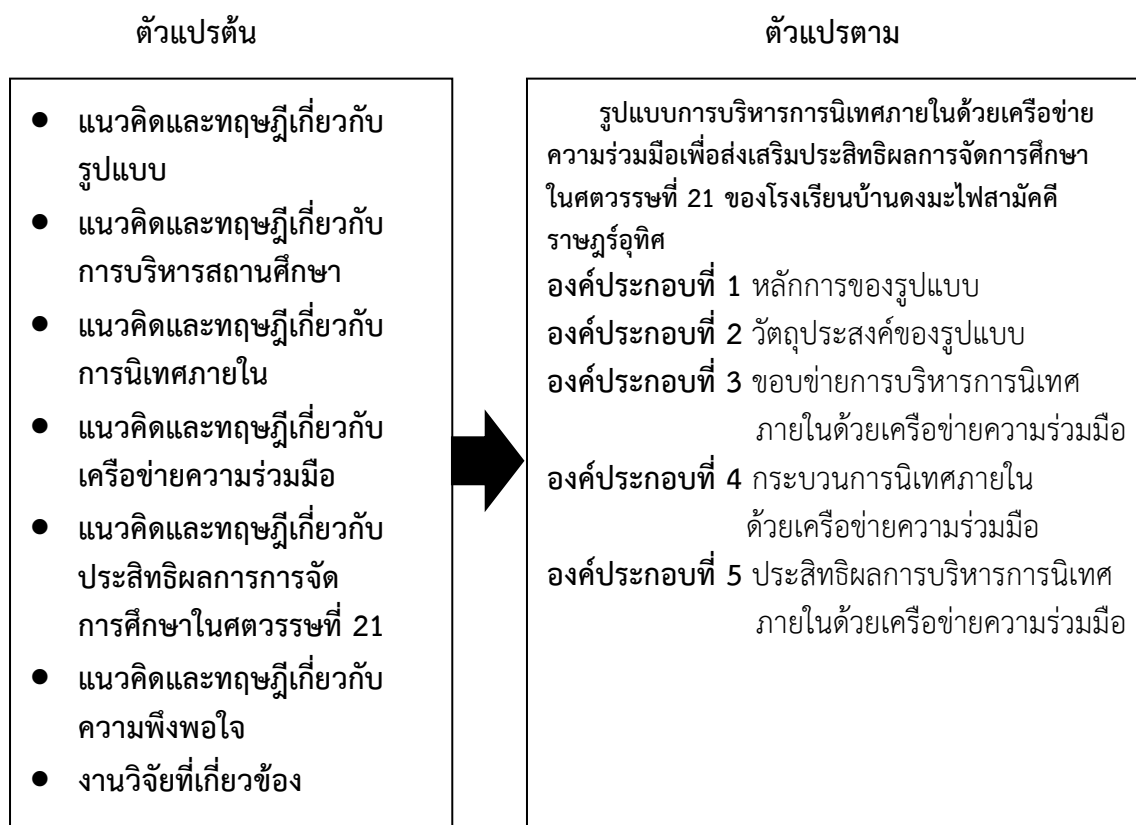 ตัวแปรต้น
● แนวคิดและทฤษฎีเกี่ยวกับ
รูปแบบ
● แนวคิดและทฤษฎีเกี่ยวกับ
การบริหารสถานศึกษา
● แนวคิดและทฤษฎีเกี่ยวกับ
การนิเทศภายใน
● แนวคิดและทฤษฎีเกี่ยวกับ
เครือข่ายความร่วมมือ
● แนวคิดและทฤษฎีเกี่ยวกับ
ประสิทธิผลการการจัด
การศึกษาในศตวรรษที่ 21
● แนวคิดและทฤษฎีเกี่ยวกับ
ความพึงพอใจ
● งานวิจัยที่เกี่ยวข้อง
ตัวแปรตาม
รูปแบบการบริหารการนิเทศภายในด้วยเครือข่าย
ความร่วมมือเพื่อส่งเสริมประสิทธิผลการจัดการศึกษา
ในศตวรรษที่ 21 ของโรงเรียนบ้านดงมะไฟสามัคคี
ราษฎร์อุทิศ
องค์ประกอบที่ 1 หลักการของรูปแบบ
องค์ประกอบที่ 2 วัตถุประสงค์ของรูปแบบ
องค์ประกอบที่ 3 ขอบข่ายการบริหารการนิเทศ
ภายในด้วยเครือข่ายความร่วมมือ
องค์ประกอบที่ 4 กระบวนการนิเทศภายใน
ด้วยเครือข่ายความร่วมมือ
องค์ประกอบที่ 5 ประสิทธิผลการบริหารการนิเทศ
ภายในด้วยเครือข่ายความร่วมมือ